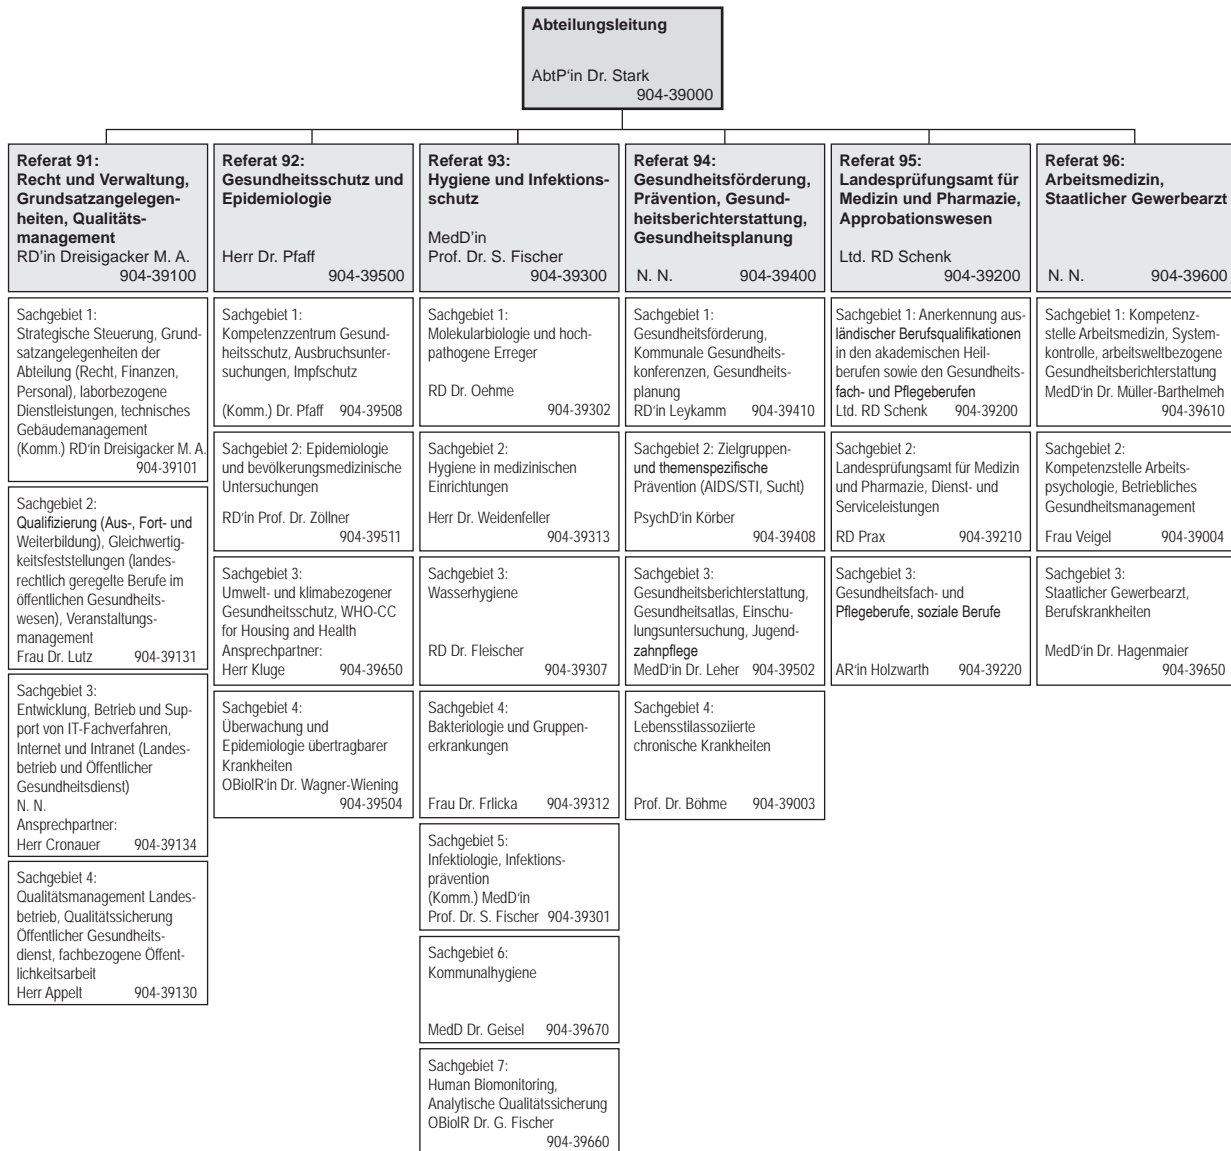 Abteilungsleitung
AbtP'in Dr. Stark
904-39000
Referat 91:
Recht und Verwaltung,
Grundsatzangelegen-
heiten, Qualitäts-
management
RD'in Dreisigacker M. A.
904-39100
Sachgebiet 1:
Strategische Steuerung, Grund-
satzangelegenheiten der
Abteilung (Recht, Finanzen,
Personal), laborbezogene
Dienstleistungen, technisches
Gebäudemanagement
(Komm.) RD'in Dreisigacker M. A.
904-39101
Sachgebiet 2:
Qualifizierung (Aus-, Fort- und
Weiterbildung), Gleichwertig-
keitsfeststellungen (landes-
rechtlich geregelte Berufe im
öffentlichen Gesundheits-
wesen), Veranstaltungs-
management
Frau Dr. Lutz 904-39131
Sachgebiet 3:
Entwicklung, Betrieb und Sup-
port von IT-Fachverfahren,
Internet und Intranet (Landes-
betrieb und Öffentlicher
Gesundheitsdienst)
N. N.
Ansprechpartner:
Herr Cronauer 904-39134
Sachgebiet 4:
Qualitätsmanagement Landes-
betrieb, Qualitätssicherung
Öffentlicher Gesundheits-
dienst, fachbezogene Öffent-
lichkeitsarbeit
Herr Appelt 904-39130
Referat 92:
Gesundheitsschutz und
Epidemiologie
Herr Dr. Pfaff
904-39500
Sachgebiet 1:
Kompetenzzentrum Gesund-
heitsschutz, Ausbruchsunter-
suchungen, Impfschutz
(Komm.) Dr. Pfaff 904-39508
Sachgebiet 2: Epidemiologie
und bevölkerungsmedizinische
Untersuchungen
RD'in Prof. Dr. Zöllner
904-39511
Sachgebiet 3:
Umwelt- und klimabezogener
Gesundheitsschutz, WHO-CC
for Housing and Health
Ansprechpartner:
Herr Kluge 904-39650
Sachgebiet 4:
Überwachung und
Epidemiologie übertragbarer
Krankheiten
OBiolR'in Dr. Wagner-Wiening
904-39504
Referat 93:
Hygiene und Infektions-
schutz
MedD'in
Prof. Dr. S. Fischer
904-39300
Sachgebiet 1:
Molekularbiologie und hoch-
pathogene Erreger
RD Dr. Oehme
904-39302
Sachgebiet 2:
Hygiene in medizinischen
Einrichtungen
Herr Dr. Weidenfeller
904-39313
Sachgebiet 3:
Wasserhygiene
RD Dr. Fleischer
904-39307
Sachgebiet 4:
Bakteriologie und Gruppen-
erkrankungen
Frau Dr. Frlicka 904-39312
Sachgebiet 5:
Infektiologie, Infektions-
prävention
(Komm.) MedD'in
Prof. Dr. S. Fischer 904-39301
Sachgebiet 6:
Kommunalhygiene
MedD Dr. Geisel 904-39670
Sachgebiet 7:
Human Biomonitoring,
Analytische Qualitätssicherung
OBiolR Dr. G. Fischer
904-39660
Referat 94:
Gesundheitsförderung,
Prävention, Gesund-
heitsberichterstattung,
Gesundheitsplanung
N. N. 904-39400
Sachgebiet 1:
Gesundheitsförderung,
Kommunale Gesundheits-
konferenzen, Gesundheits-
planung
RD'in Leykamm 904-39410
Sachgebiet 2: Zielgruppen-
und themenspezifische
Prävention (AIDS/STI, Sucht)
PsychD'in Körber
904-39408
Sachgebiet 3:
Gesundheitsberichterstattung,
Gesundheitsatlas, Einschu-
lungsuntersuchung, Jugend-
zahnpflege
MedD'in Dr. Leher 904-39502
Sachgebiet 4:
Lebensstilassoziierte
chronische Krankheiten
Prof. Dr. Böhme 904-39003
Referat 95:
Landesprüfungsamt für
Medizin und Pharmazie,
Approbationswesen
Ltd. RD Schenk
904-39200
Sachgebiet 1: Anerkennung aus-
ländischer Berufsqualifikationen
in den akademischen Heil-
berufen sowie den Gesundheits-
fach- und Pflegeberufen
Ltd. RD Schenk 904-39200
Sachgebiet 2:
Landesprüfungsamt für Medizin
und Pharmazie, Dienst- und
Serviceleistungen
RD Prax 904-39210
Sachgebiet 3:
Gesundheitsfach- und
Pflegeberufe, soziale Berufe
AR'in Holzwarth 904-39220
Referat 96:
Arbeitsmedizin,
Staatlicher Gewerbearzt
N. N. 904-39600
Sachgebiet 1: Kompetenz-
stelle Arbeitsmedizin, System-
kontrolle, arbeitsweltbezogene
Gesundheitsberichterstattung
MedD'in Dr. Müller-Barthelmeh
904-39610
Sachgebiet 2:
Kompetenzstelle Arbeits-
psychologie, Betriebliches
Gesundheitsmanagement
Frau Veigel 904-39004
Sachgebiet 3:
Staatlicher Gewerbearzt,
Berufskrankheiten
MedD'in Dr. Hagenmaier
904-39650